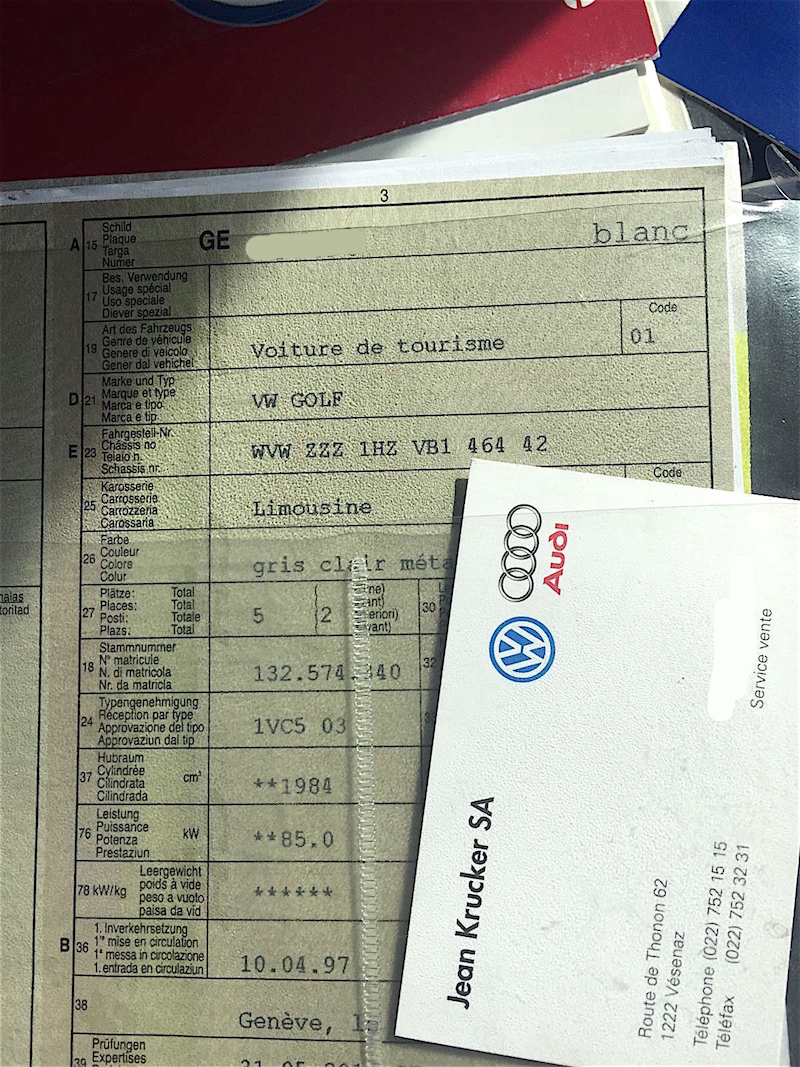 3
A 15 Schild
Plaque
Targa
Numer
GE blanc
17 Bes. Verwendung
Usage spécial
Uso speciale
Diever spezial
19 Art des Fahrzeugs
Genre de véhicule
Genere di veicolo
Gener dal vehichel
Voiture de tourisme
Code
01
D 21 Marke und Typ
Marque et type
Marca e tipo
Marca e tip
VW GOLF
E 23 Fahrgestell-Nr.
Châssis no
Telaio n.
Schassis nr.
WVW ZZZ 1HZ VB1 464 42
25 Karosserie
Carrosserie
Carrozzeria
Carossaria
Limousine
Code
26 Farbe
Couleur
Colore
Colur
gris clair méta
27 Plätze: Total
Places: Total
Posti: Totale
Plazs: Total
5 (2
30
18 Stammnummer
N° matricule
N. di matricola
Nr. da matricla
132.574.340
32
24 Typengenehmigung
Réception par type
Approvazione del tipo
Approvaziun dal tip
1VC5 03
37 Hubraum
Cylindrée
Cilindrata
Cilindrada
cm³
**1984
76 Leistung
Puissance
Potenza
Prestaziun
kW
**85.0
78 kW/kg Leergewicht
poids à vide
peso a vuoto
paisa da vid
******
B 36 1. Inverkehrsetzung
1re mise en circulation
1a messa in circolazione
1. entrada en circulaziun
10.04.97
38
Genève, 
39 Prüfungen
Expertises
Audi
Service vente
Jean Krucker SA
Route de Thonon 62
1222 Vésenaz
Téléphone (022) 752 15 15
Téléfax (022) 752 32 31